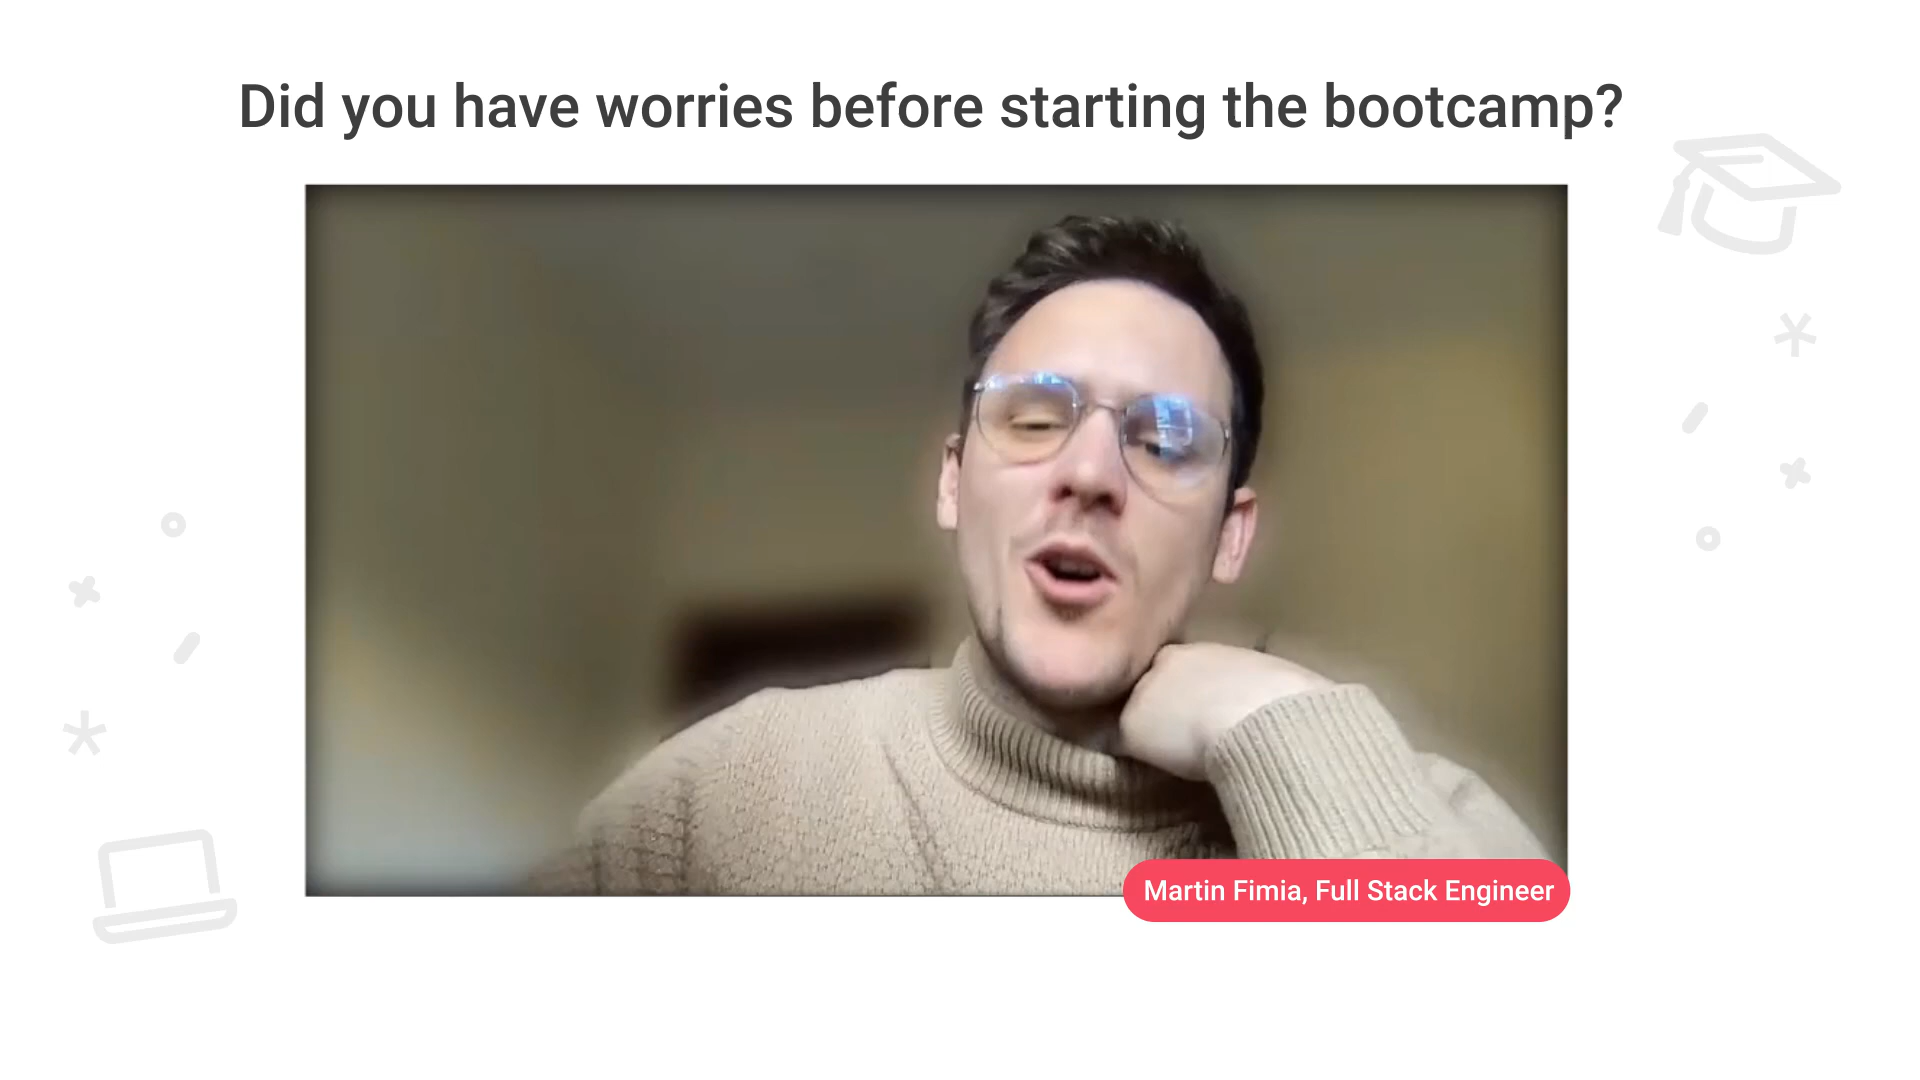 Did you have worries before starting the bootcamp?
Martin Fimia, Full Stack Engineer